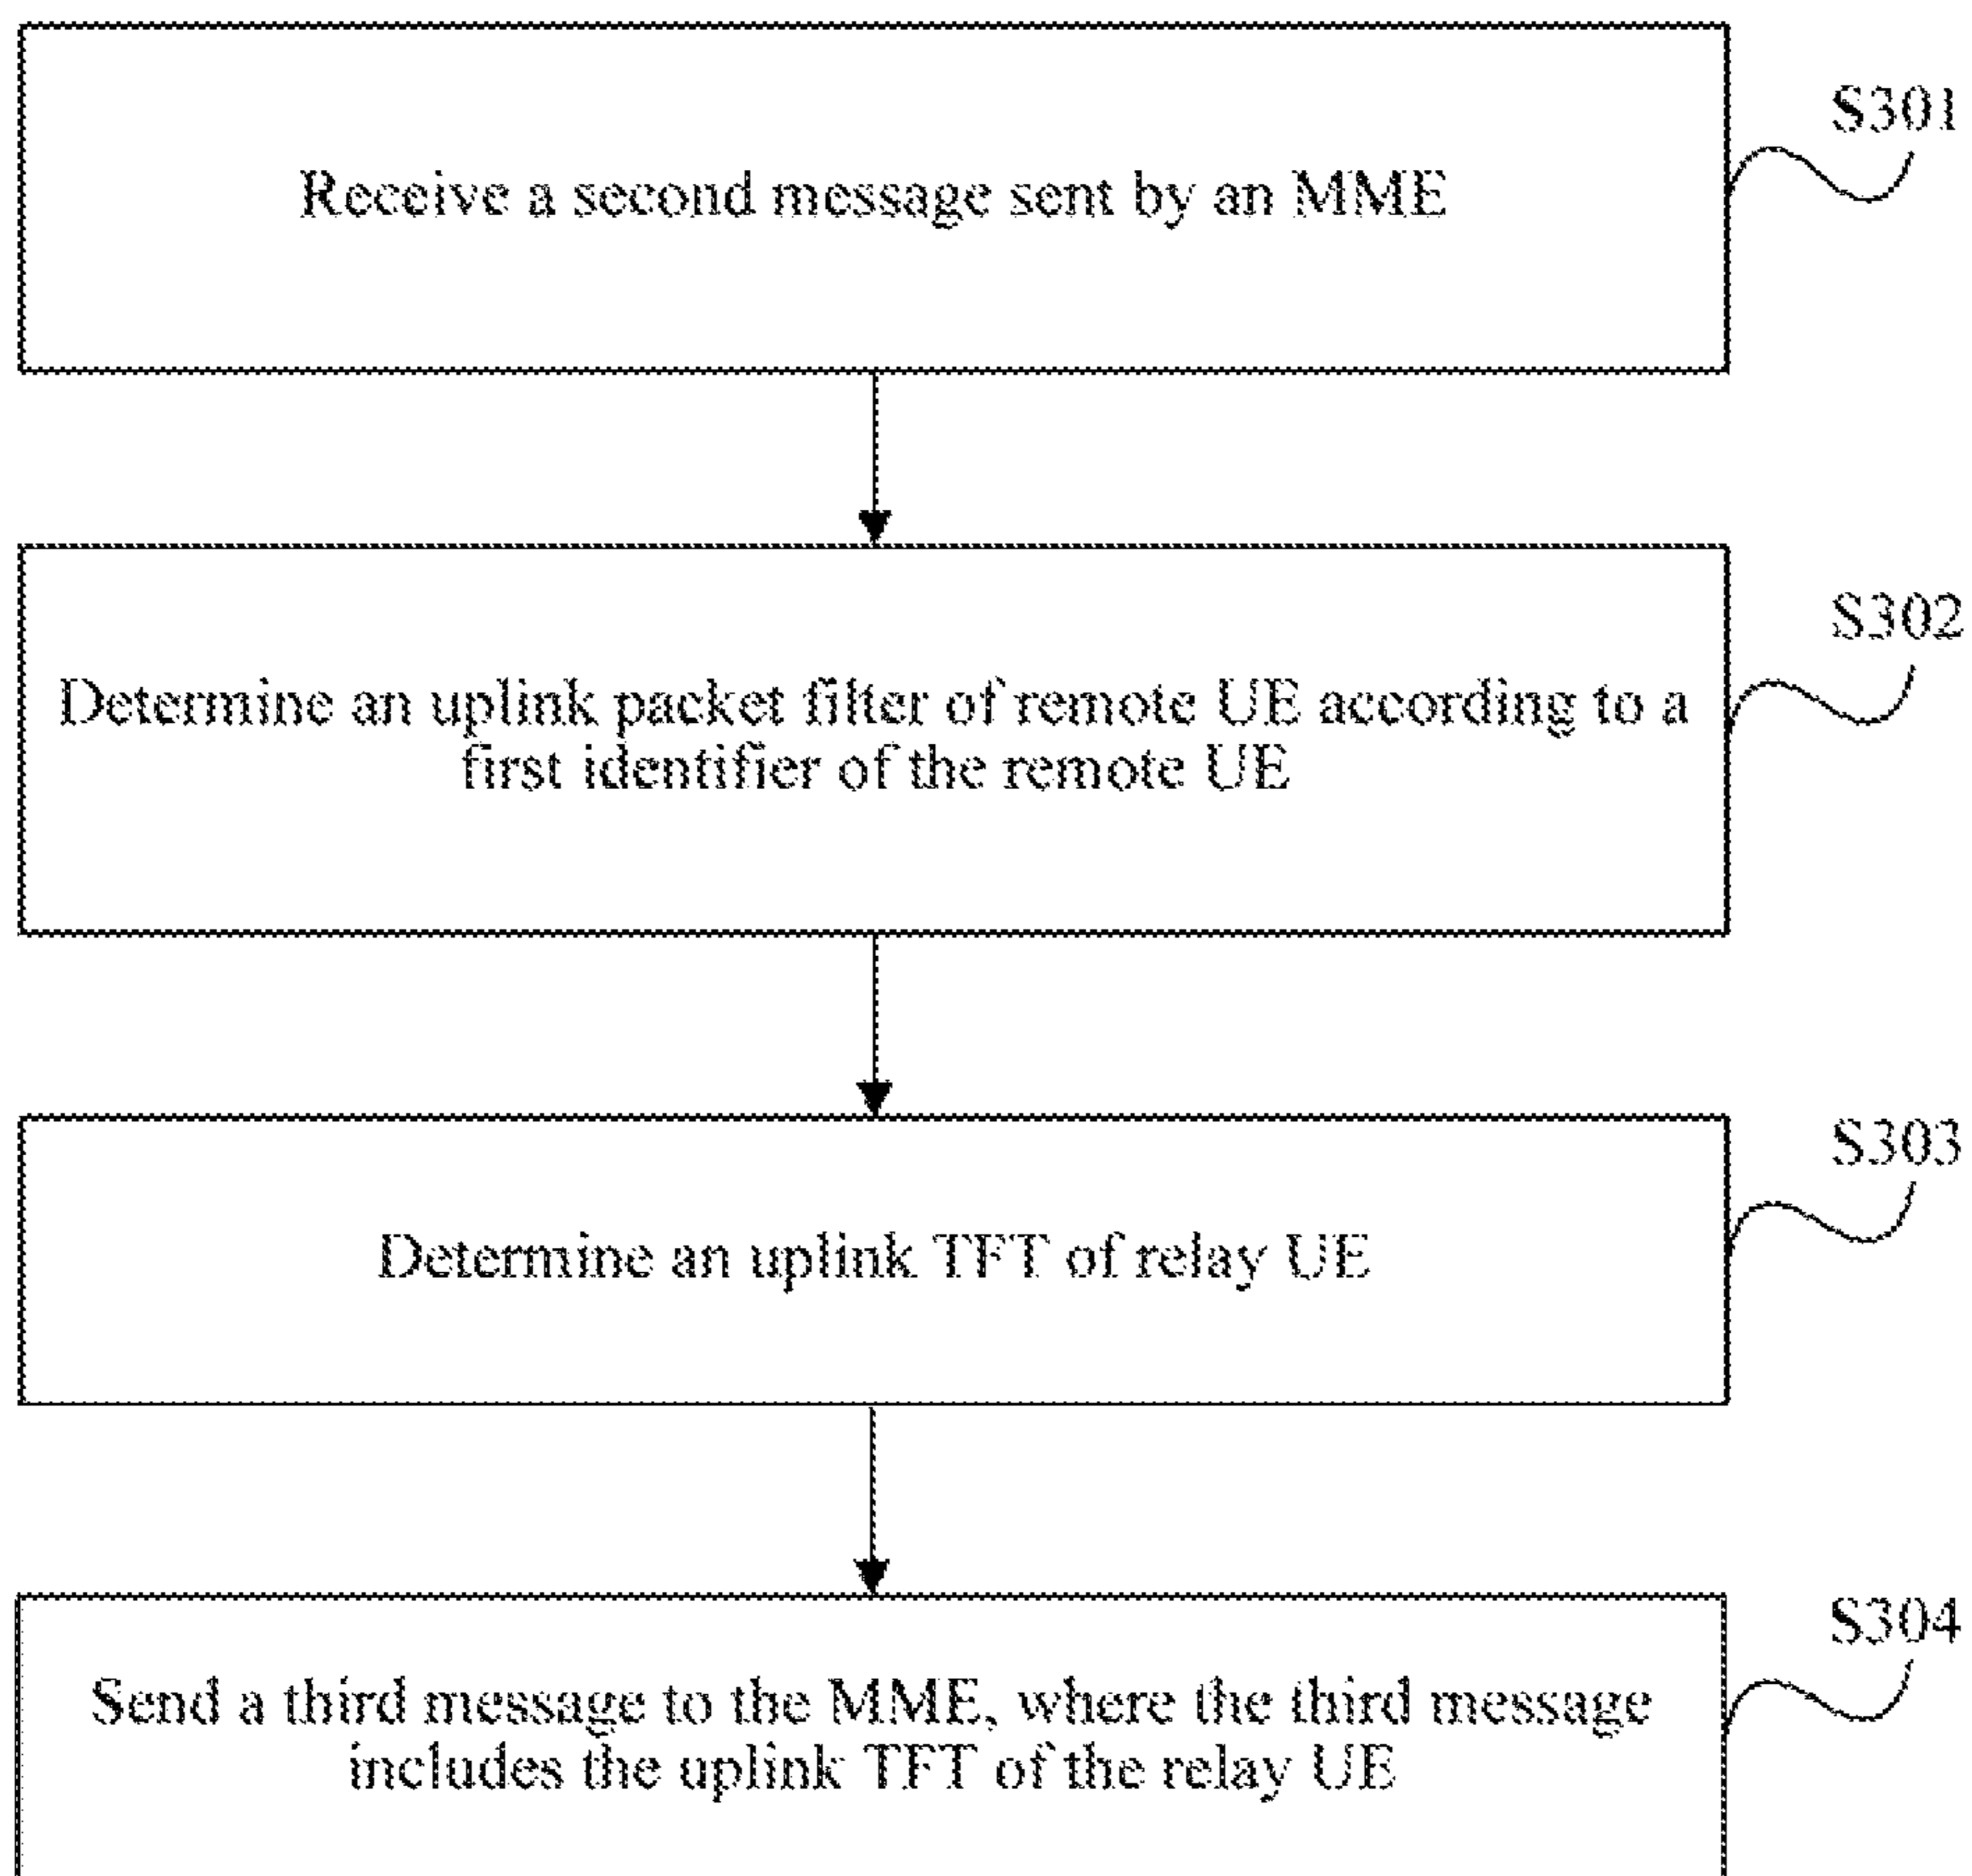 S301
Receive a second message sent by an MME
S302
Determine an uplink packet filter of remote UE according to a
first identifier of the remote UE
S303
Determine an uplink TFT of relay UE
S304
Send a third message to the MME, where the third message
includes the uplink TFT of the relay UE